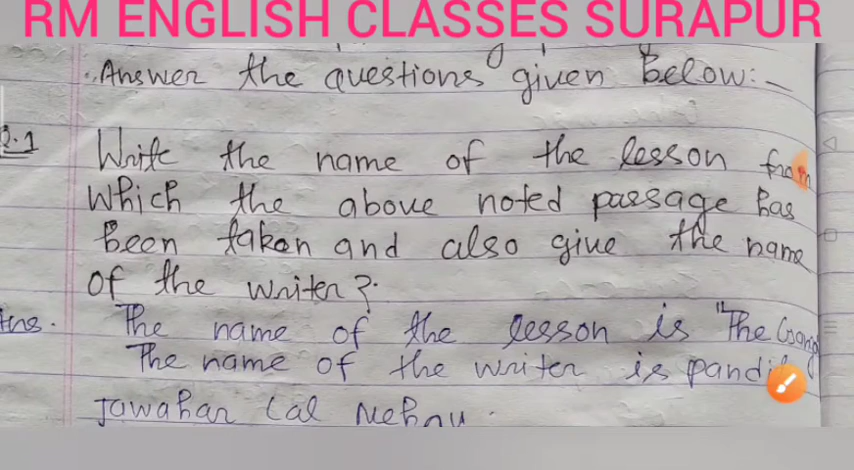 RM ENGLISH CLASSES SURAPUR
Answer the questions given Below:-
Q.1 Write the name of the lesson from
which the above noted passage has
been taken and also give the name
of the writer?
Ans. The name of the lesson is "The
The name of the writer is
Jawahar Lal Nehru.